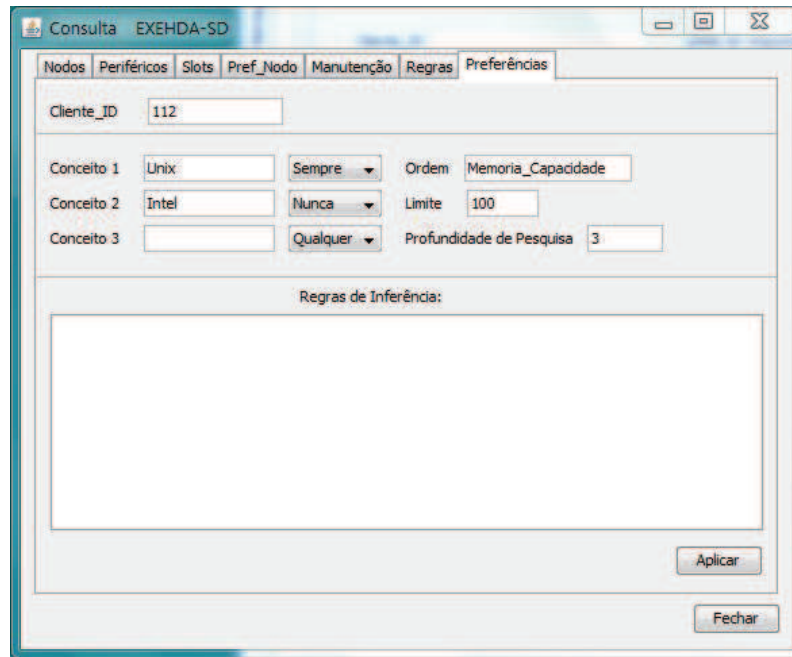 Consulta EXEHDA-SD
Nodos Periféricos Slots Pref_Nodo Manutenção Regras Preferências
Cliente_ID 112
Conceito 1 Unix Sempre Ordem Memoria_Capacidade
Conceito 2 Intel Nunca Limite 100
Conceito 3 Qualquer Profundidade de Pesquisa 3
Regras de Inferência:
Aplicar
Fechar